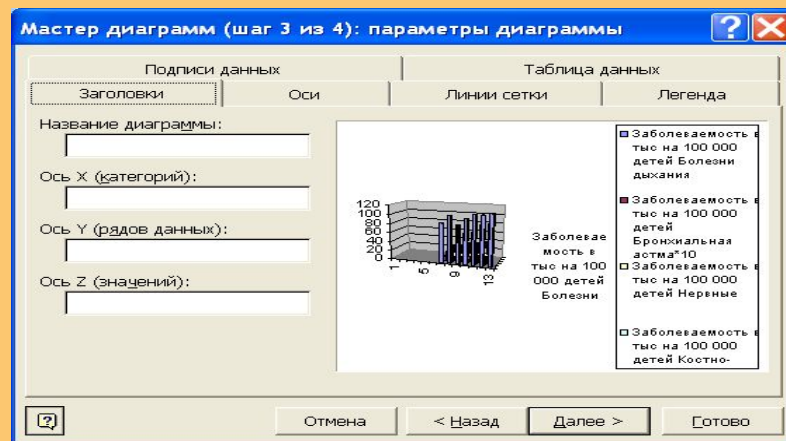 Мастер диаграмм (шаг 3 из 4): параметры диаграммы
Подписи данных
Таблица данных
Заголовки
Оси
Линии сетки
Легенда
Название диаграммы:
Ось X (категорий):
Ось Y (рядов данных):
Ось Z (значений):
120
100
80
60
40
20
0
1
5
9
13
Заболевае
мость в
тыс на 100
000 детей
Болезни
Заболеваемость в
тыс на 100 000
детей Болезни
дыхания
Заболеваемость в
тыс на 100 000
детей
Бронхиальная
астма*10
Заболеваемость в
тыс на 100 000
детей Нервные
Заболеваемость в
тыс на 100 000
детей Костно-
Отмена
< Назад
Далее >
Готово